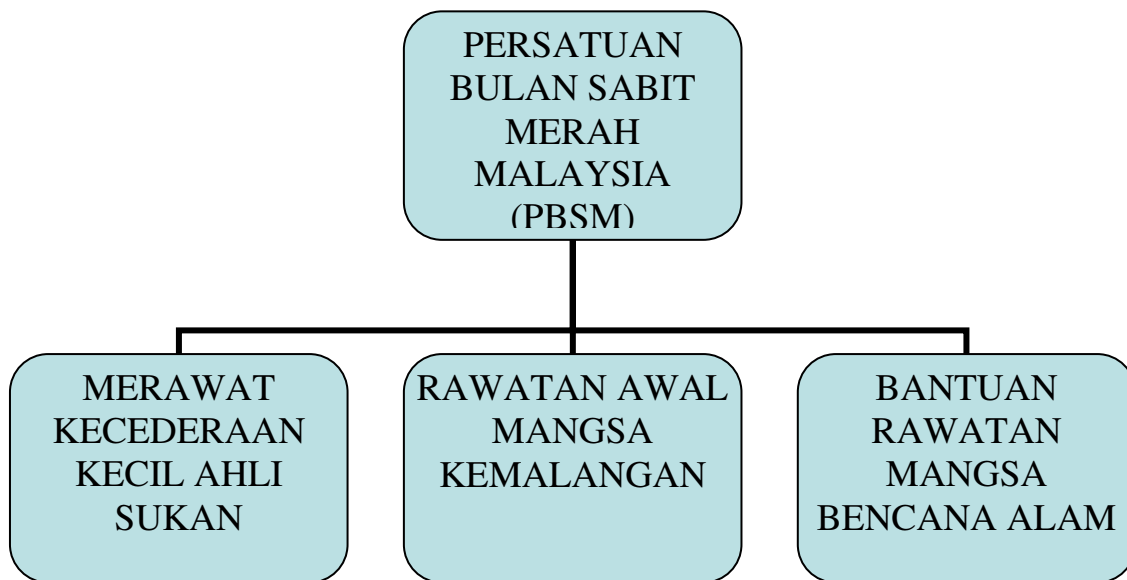 PERSATUAN
BULAN SABIT
MERAH
MALAYSIA
(PBSM)
MERAWAT
KECEDERAAN
KECIL AHLI
SUKAN
RAWATAN AWAL
MANGSA
KEMALANGAN
BANTUAN
RAWATAN
MANGSA
BENCANA ALAM